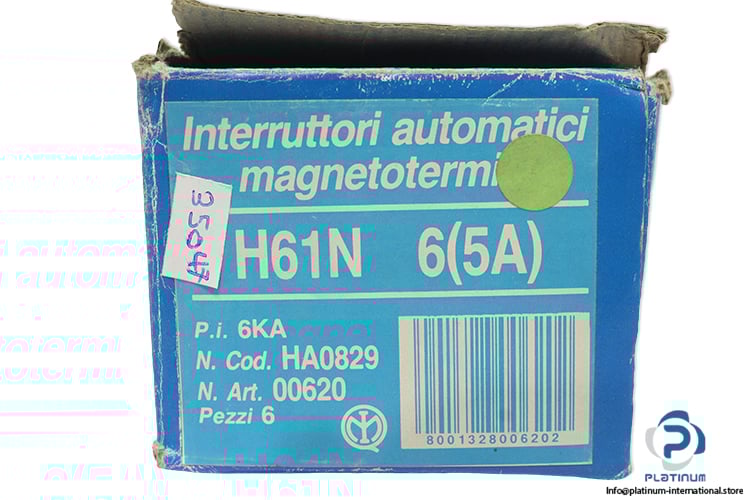 Interruttori automatici
magnetotermi
35047
H61N 6(5A)
P.i. 6KA
N. Cod. HA0829
N. Art. 00620
Pezzi 6
8001328006202
PLATINUM
Info@platinum-international.store